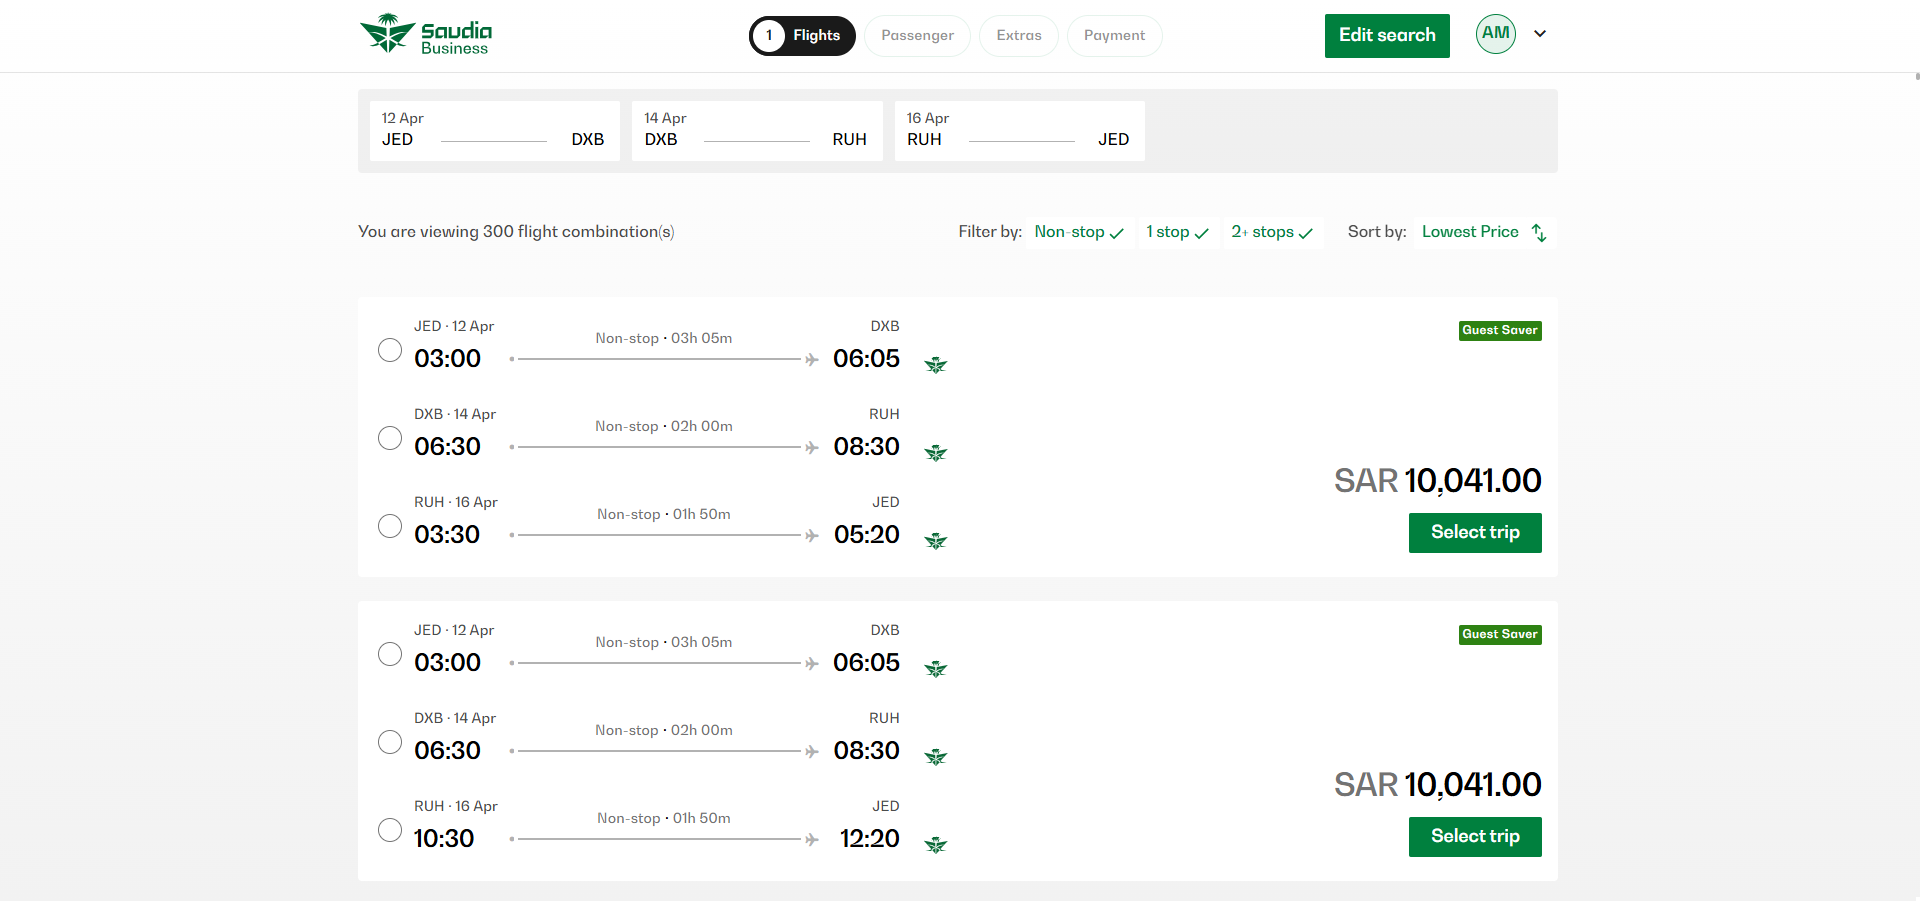 Saudia
Business
1 Flights
Passenger
Extras
Payment
Edit search
AM
12 Apr
JED DXB
14 Apr
DXB RUH
16 Apr
RUH JED
You are viewing 300 flight combination(s)
Filter by: Non-stop 1 stop 2+ stops
Sort by: Lowest Price
JED · 12 Apr
Non-stop · 03h 05m
DXB
03:00
06:05
Guest Saver
DXB · 14 Apr
Non-stop · 02h 00m
RUH
06:30
08:30
RUH · 16 Apr
Non-stop · 01h 50m
JED
03:30
05:20
SAR 10,041.00
Select trip
JED · 12 Apr
Non-stop · 03h 05m
DXB
03:00
06:05
Guest Saver
DXB · 14 Apr
Non-stop · 02h 00m
RUH
06:30
08:30
RUH · 16 Apr
Non-stop · 01h 50m
JED
10:30
12:20
SAR 10,041.00
Select trip